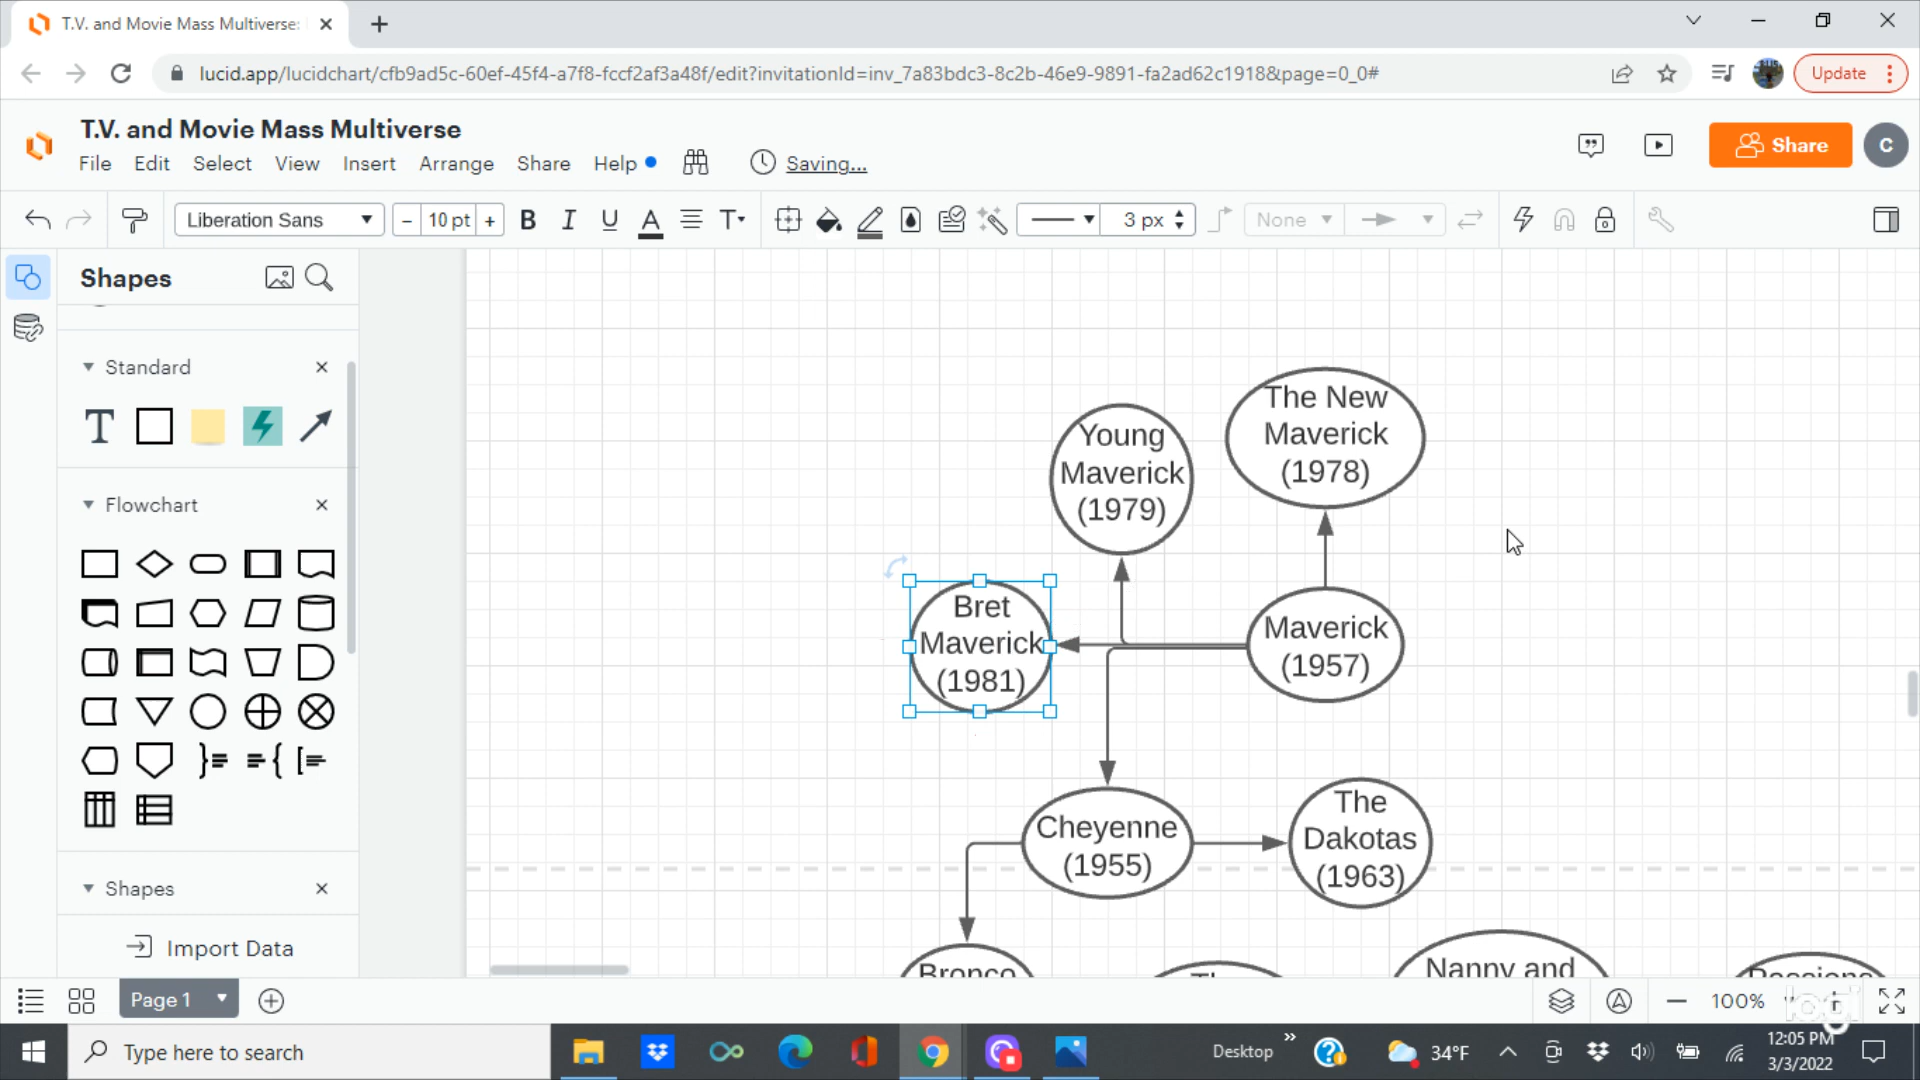 T.V. and Movie Mass Multiverse:
lucid.app/lucidchart/cfb9ad5c-60ef-45f4-a7f8-fccf2af3a48f/edit?invitationId=inv_7a83bdc3-8c2b-46e9-9891-fa2ad62c1918&page=0_0#
Update
T.V. and Movie Mass Multiverse
File Edit Select View Insert Arrange Share Help Saving...
Share
C
Liberation Sans 10 pt B I U A T 3 px None
Shapes
Standard
T
Flowchart
Shapes
Import Data
The New
Maverick
(1978)
Young
Maverick
(1979)
Bret
Maverick
(1981)
Maverick
(1957)
Cheyenne
(1955)
The
Dakotas
(1963)
Bronco
Nanny and
Passions
Page 1
100%
logi
Type here to search
Desktop
34°F
12:05 PM
3/3/2022